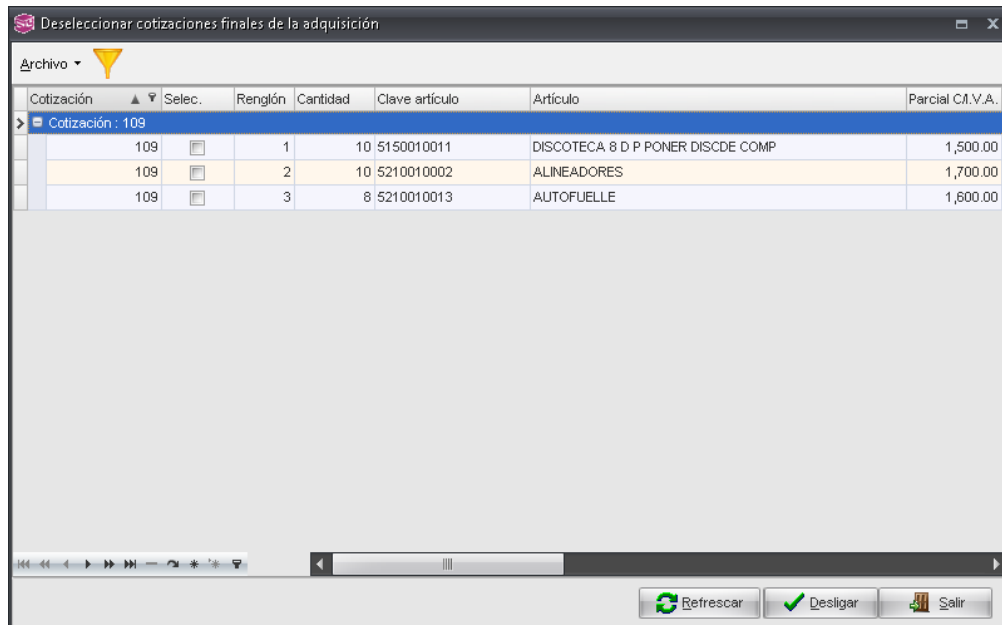 Deseleccionar cotizaciones finales de la adquisición
Archivo
Cotización Selec. Renglón Cantidad Clave artículo Artículo Parcial C/I.V.A.
Cotización : 109
109 1 10 5150010011 DISCOTECA 8 D P PONER DISCDE COMP 1,500.00
109 2 10 5210010002 ALINEADORES 1,700.00
109 3 8 5210010013 AUTOFUELLE 1,600.00
Refrescar Desligar Salir